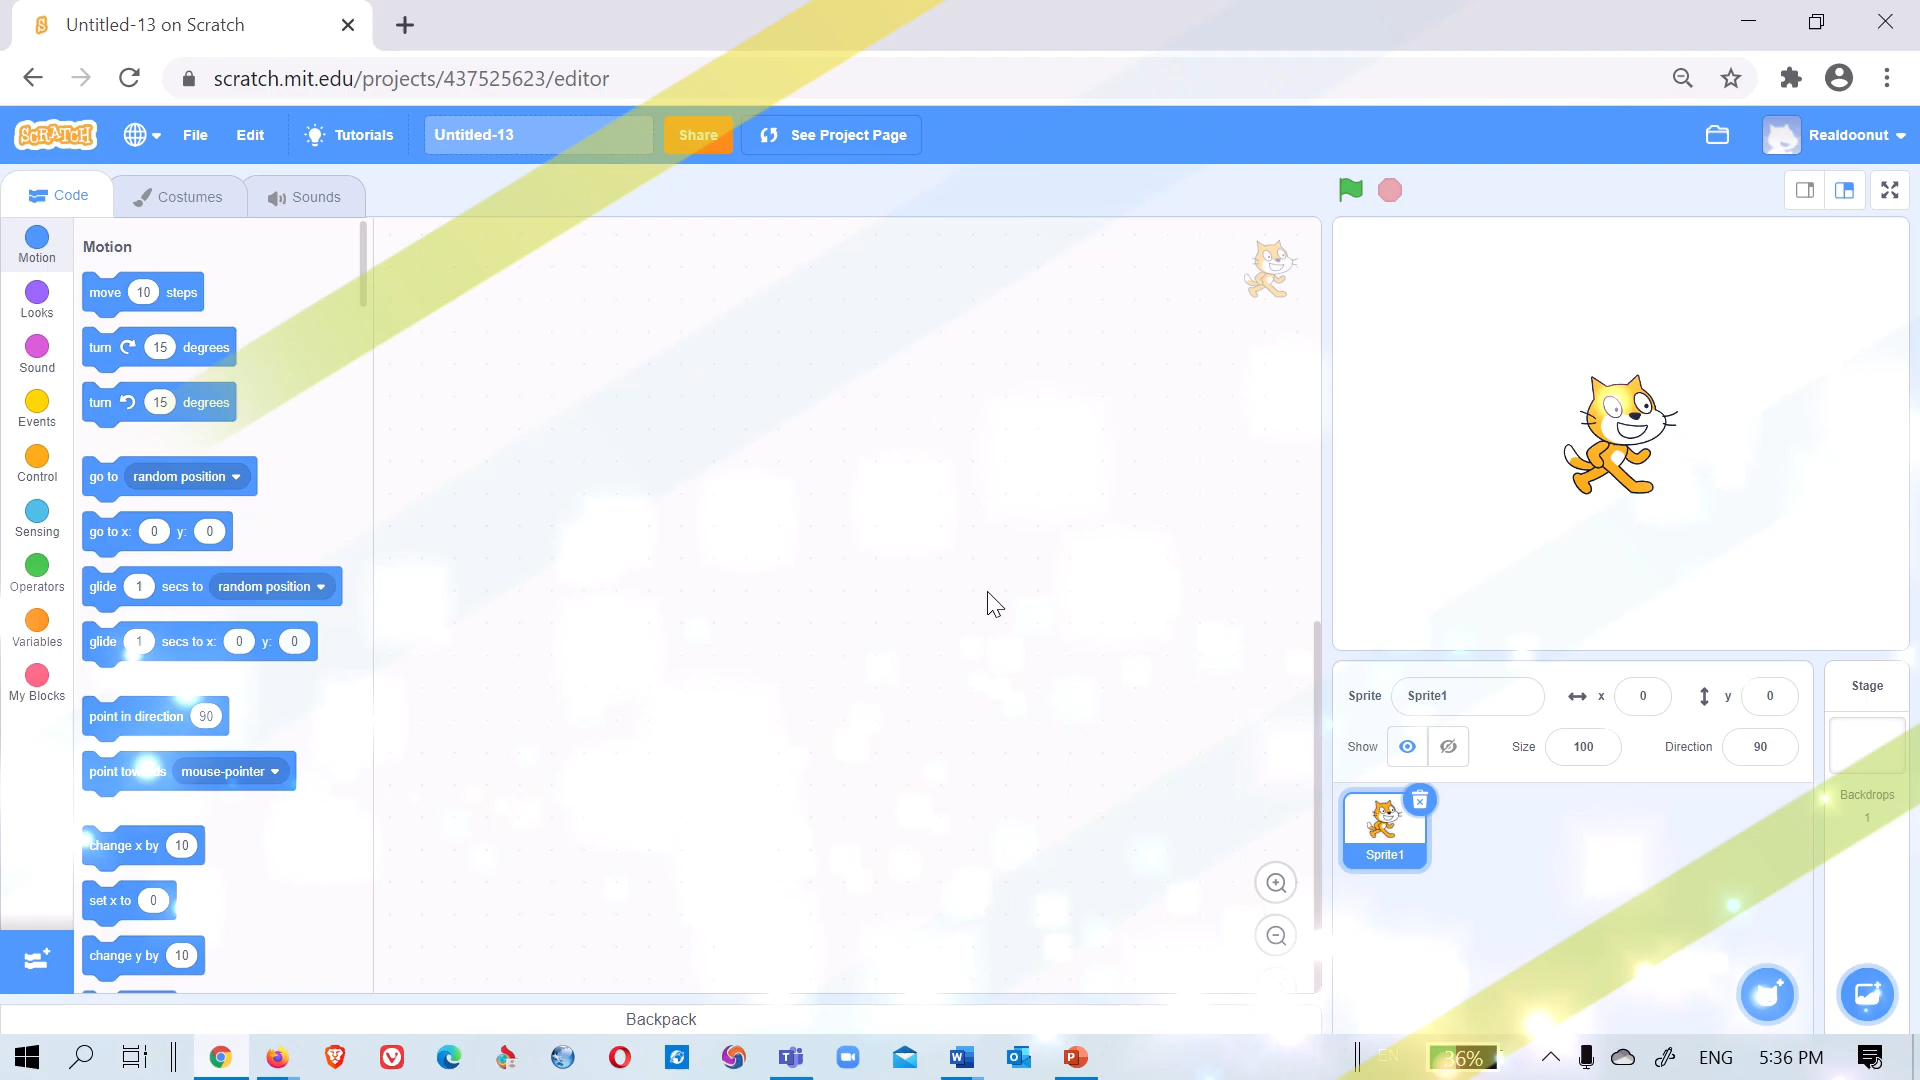 Untitled-13 on Scratch
scratch.mit.edu/projects/437525623/editor
SCRATCH File Edit Tutorials Untitled-13 Share See Project Page Realdoonut
Code Costumes Sounds
Motion
Looks
Sound
Events
Control
Sensing
Operators
Variables
My Blocks
Motion
move 10 steps
turn 15 degrees
turn 15 degrees
go to random position
go to x: 0 y: 0
glide 1 secs to random position
glide 1 secs to x: 0 y: 0
point in direction 90
point towards mouse-pointer
change x by 10
set x to 0
change y by 10
Sprite Sprite1 x 0 y 0
Show Size 100 Direction 90
Sprite1
Stage
Backdrops
1
Backpack
EN 36% ENG 5:36 PM